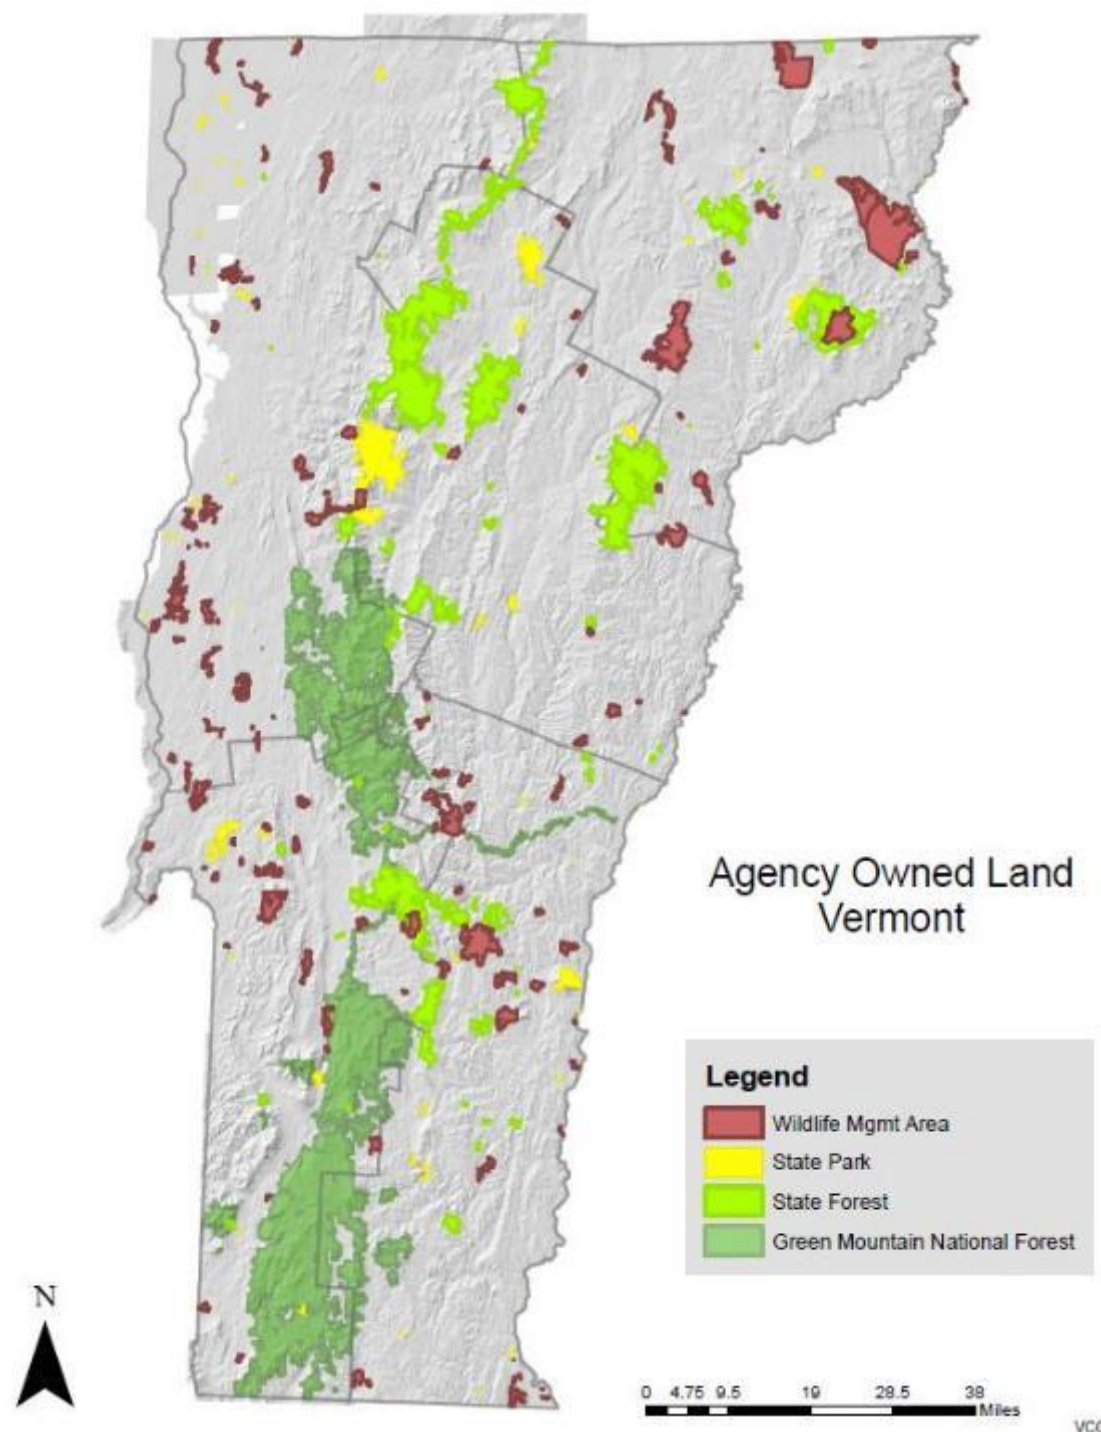 Agency Owned Land
Vermont
Legend
Wildlife Mgmt Area
State Park
State Forest
Green Mountain National Forest
N
0 4.75 9.5 19 28.5 38
Miles